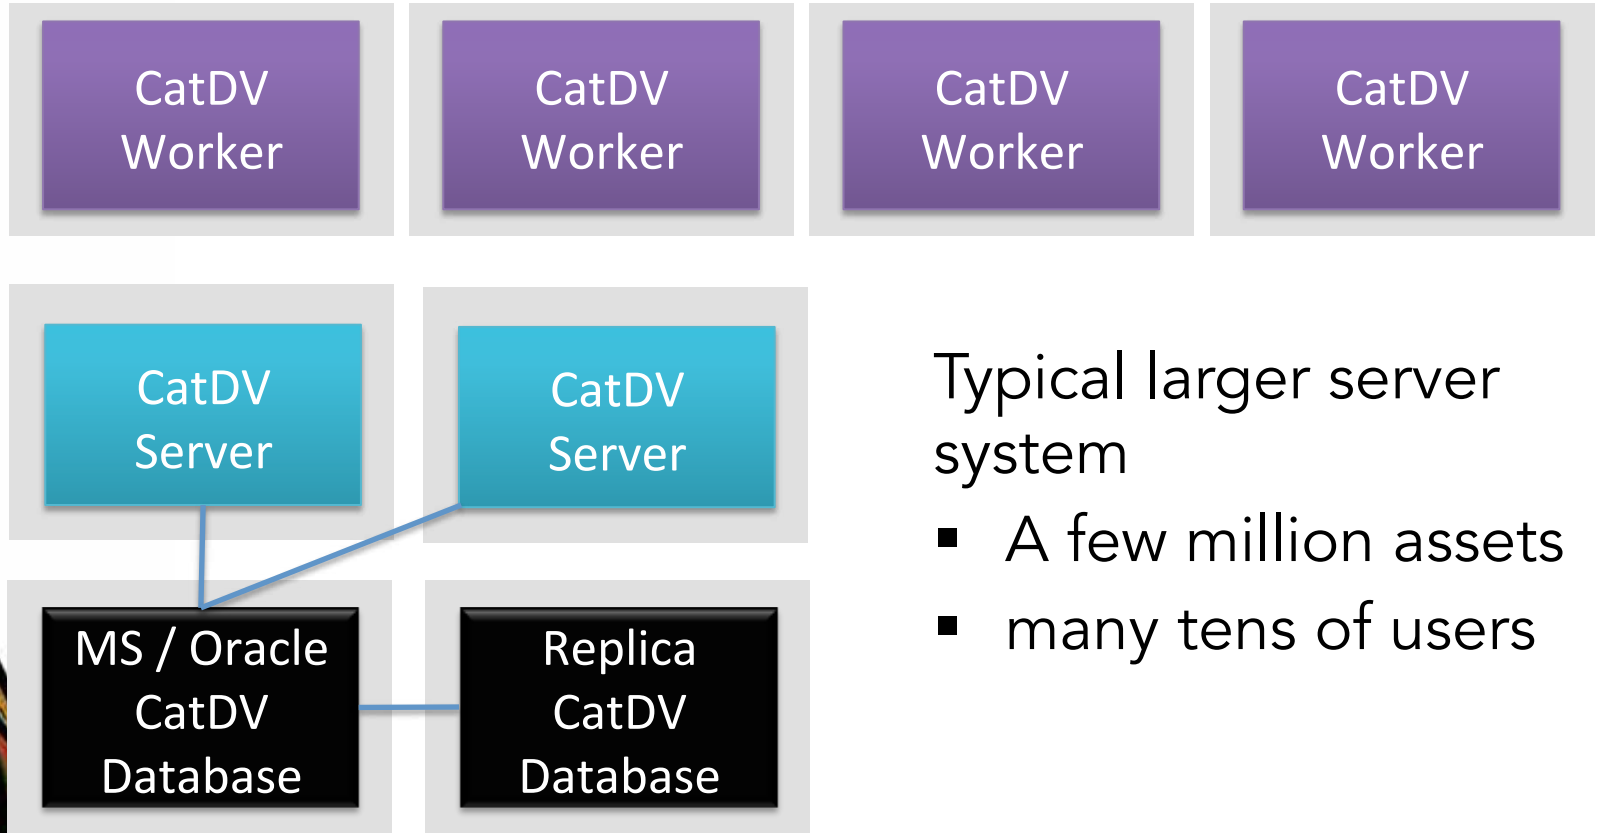 CatDV
Worker
CatDV
Worker
CatDV
Worker
CatDV
Worker
CatDV
Server
CatDV
Server
Typical larger server
system
▪ A few million assets
▪ many tens of users
MS / Oracle
CatDV
Database
Replica
CatDV
Database